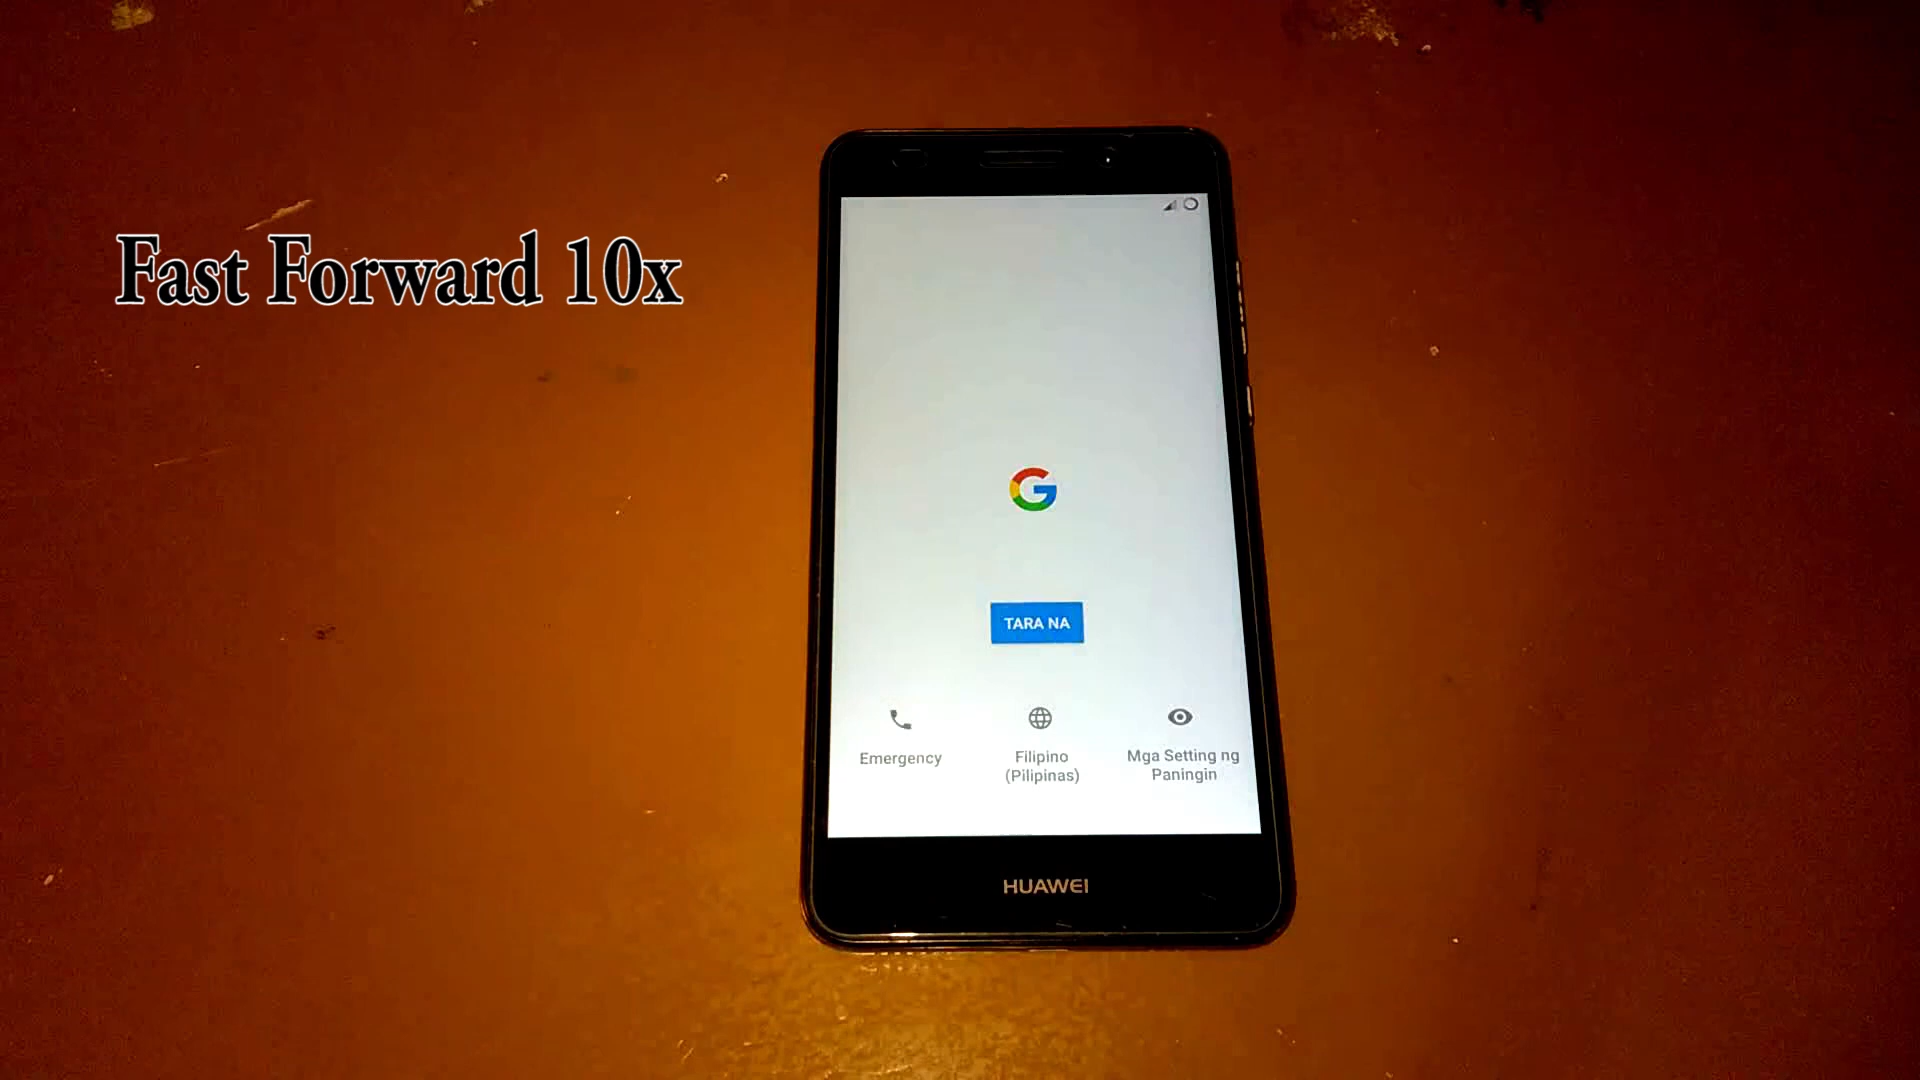 Fast Forward 10x
TARA NA
Emergency
Filipino
(Pilipinas)
Mga Setting ng
Paningin
HUAWEI